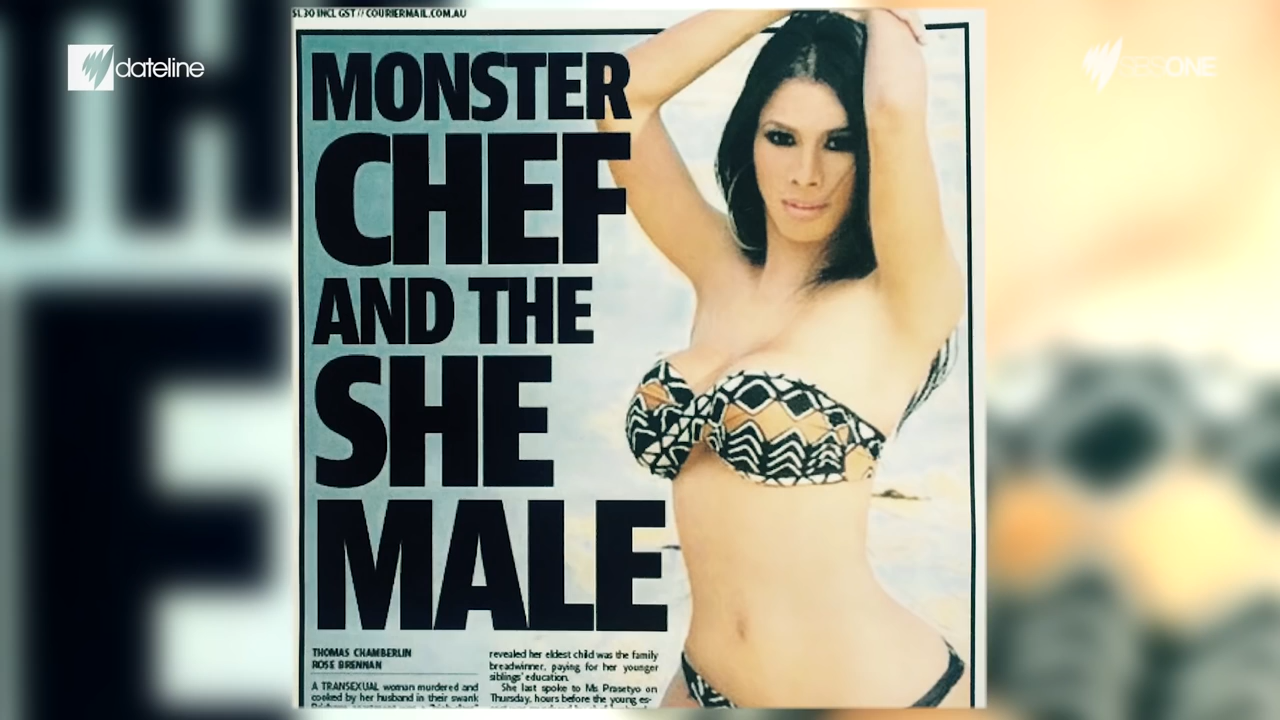 $1.30 INCL GST // COURIERMAIL.COM.AU
dateline
SBS ONE
MONSTER
CHEF
AND THE
SHE
MALE
THOMAS CHAMBERLIN
ROSE BRENNAN
A TRANSEXUAL woman murdered and
cooked by her husband in their swank
revealed her eldest child was the family
breadwinner, paying for her younger
siblings' education.
She last spoke to Ms Prasetyo on
Thursday, hours before the young es-